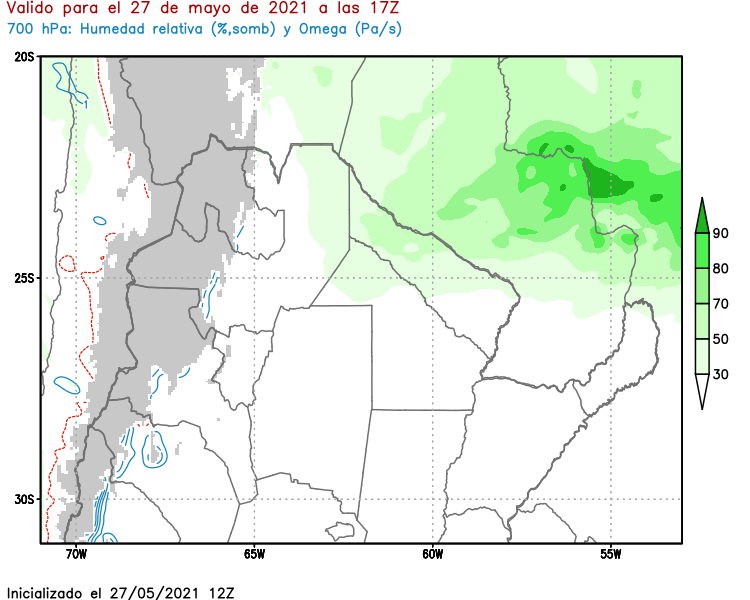 Valido para el 27 de mayo de 2021 a las 17Z
700 hPa: Humedad relativa (%,somb) y Omega (Pa/s)
20S
25S
30S
70W
65W
60W
55W
90
80
70
50
30
Inicializado el 27/05/2021 12Z